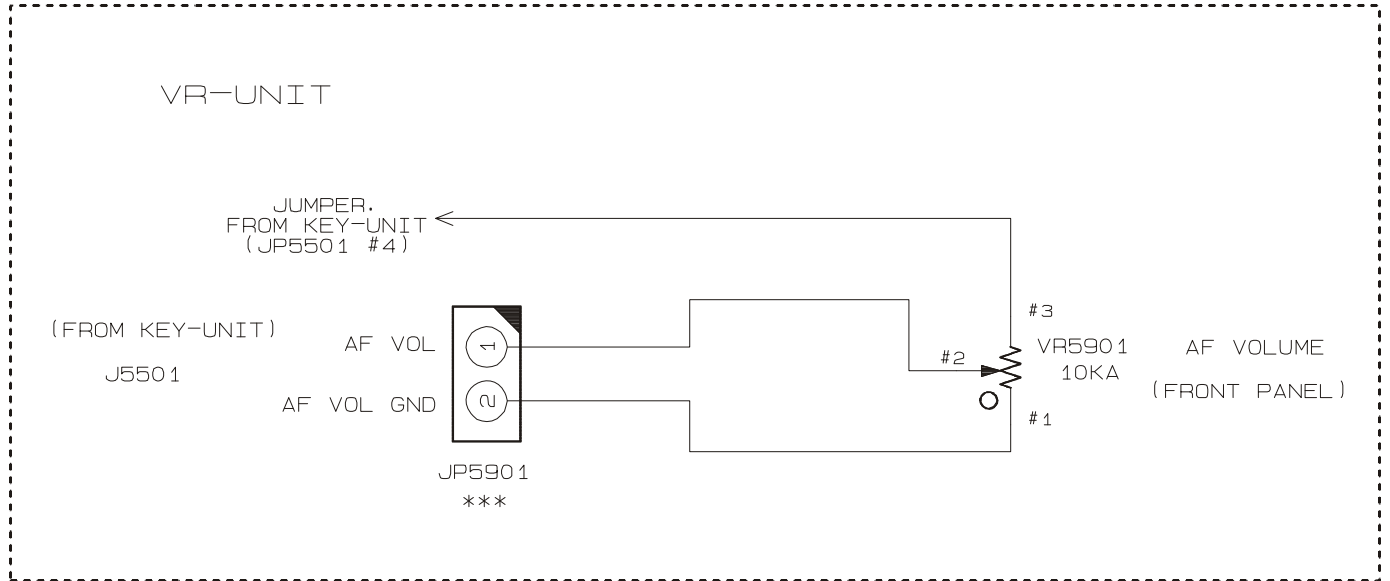 VR-UNIT
JUMPER.
FROM KEY-UNIT
(JP5501 #4)
#3
(FROM KEY-UNIT)
J5501
AF VOL
1
#2
VR5901
10KA
AF VOLUME
(FRONT PANEL)
AF VOL GND
2
#1
JP5901
***